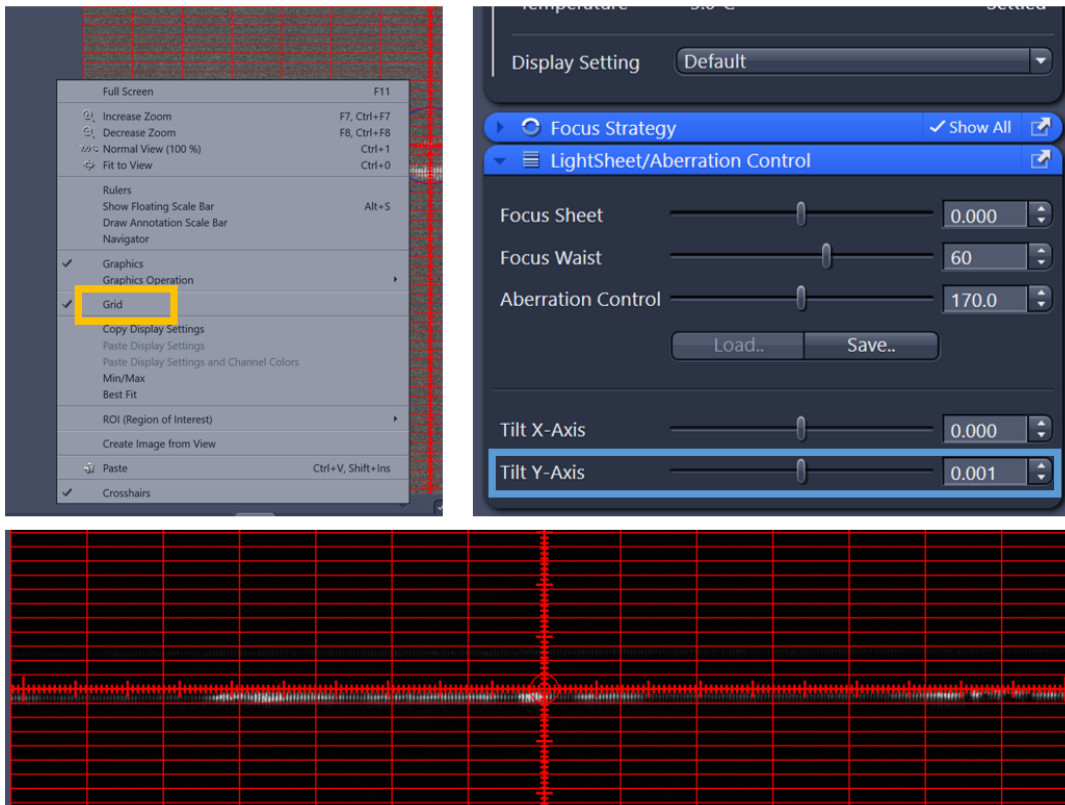 Full Screen F11
Increase Zoom F7, Ctrl+F7
Decrease Zoom F8, Ctrl+F8
Normal View (100 %) Ctrl+1
Fit to View Ctrl+0
Rulers
Show Floating Scale Bar Alt+S
Draw Annotation Scale Bar
Navigator
Graphics
Graphics Operation
Grid
Copy Display Settings
Paste Display Settings
Paste Display Settings and Channel Colors
Min/Max
Best Fit
ROI (Region of Interest)
Create Image from View
Paste Ctrl+V, Shift+Ins
Crosshairs
Display Setting Default
Focus Strategy Show All
LightSheet/Aberration Control
Focus Sheet 0.000
Focus Waist 60
Aberration Control 170.0
Load.. Save..
Tilt X-Axis 0.000
Tilt Y-Axis 0.001